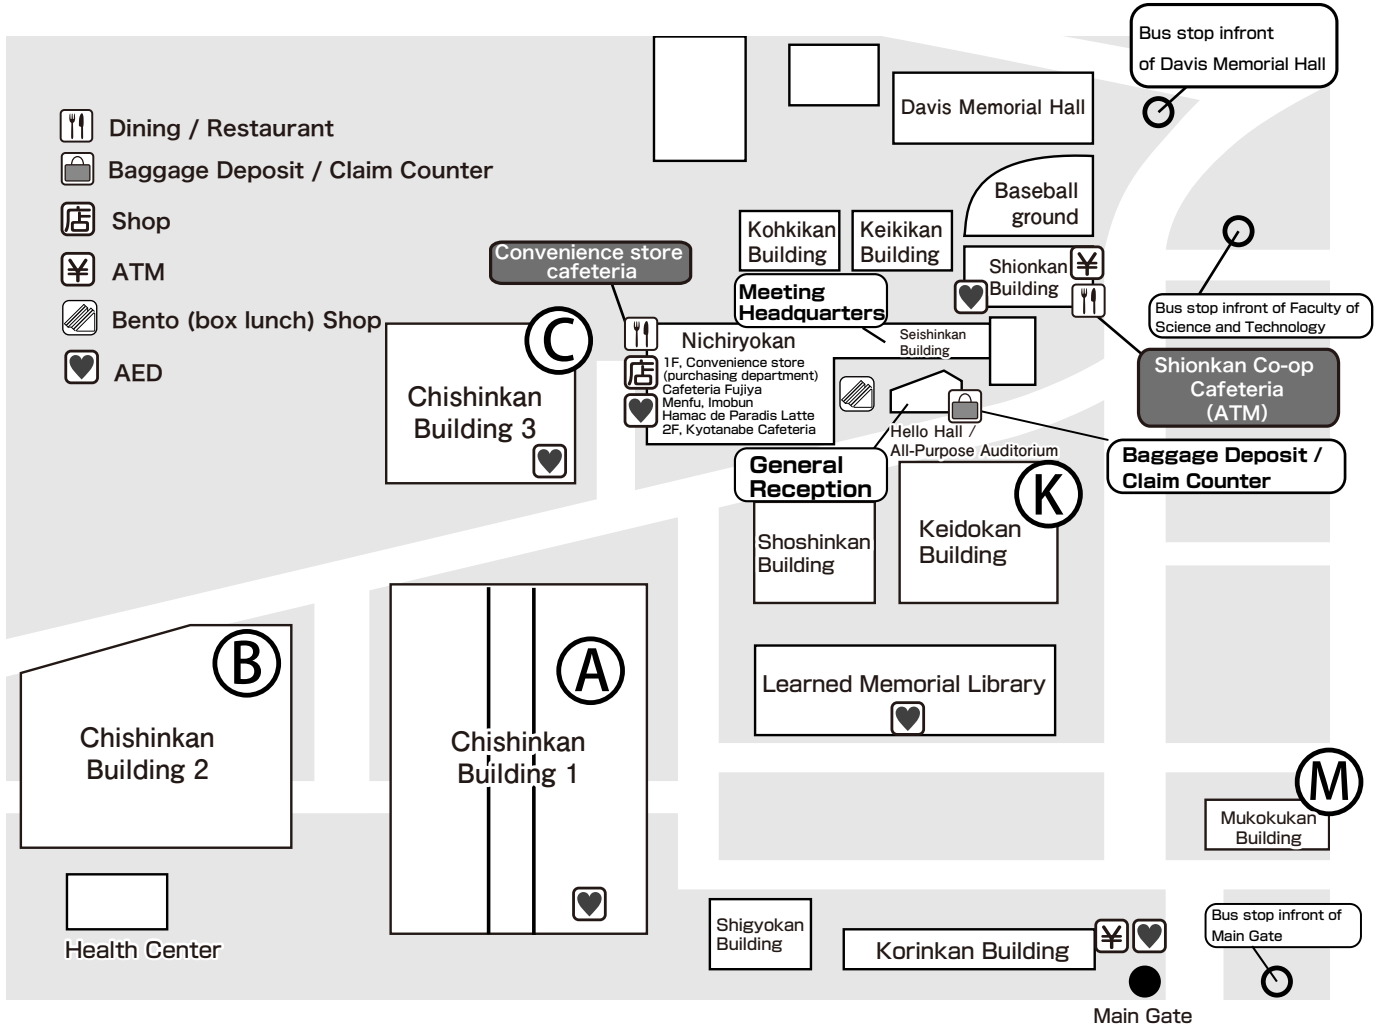 Bus stop infront
of Davis Memorial Hall
Dining / Restaurant
Baggage Deposit / Claim Counter
店 Shop
¥ ATM
Bento (box lunch) Shop
AED
Davis Memorial Hall
Baseball
ground
Kohkikan
Building
Keikikan
Building
Convenience store
cafeteria
Shionkan
Building
¥
Meeting
Headquarters
Bus stop infront of Faculty of
Science and Technology
C
Chishinkan
Building 3
店
Nichiryokan
1F, Convenience store
(purchasing department)
Cafeteria Fujiya
Menfu, Imobun
Hamac de Paradis Latte
2F, Kyotanabe Cafeteria
Seishinkan
Building
Shionkan Co-op
Cafeteria
(ATM)
Hello Hall /
All-Purpose Auditorium
Baggage Deposit /
Claim Counter
General
Reception
K
Shoshinkan
Building
Keidokan
Building
B
Chishinkan
Building 2
A
Chishinkan
Building 1
Learned Memorial Library
M
Mukokukan
Building
Health Center
Shigyokan
Building
Korinkan Building
¥
Bus stop infront of
Main Gate
Main Gate